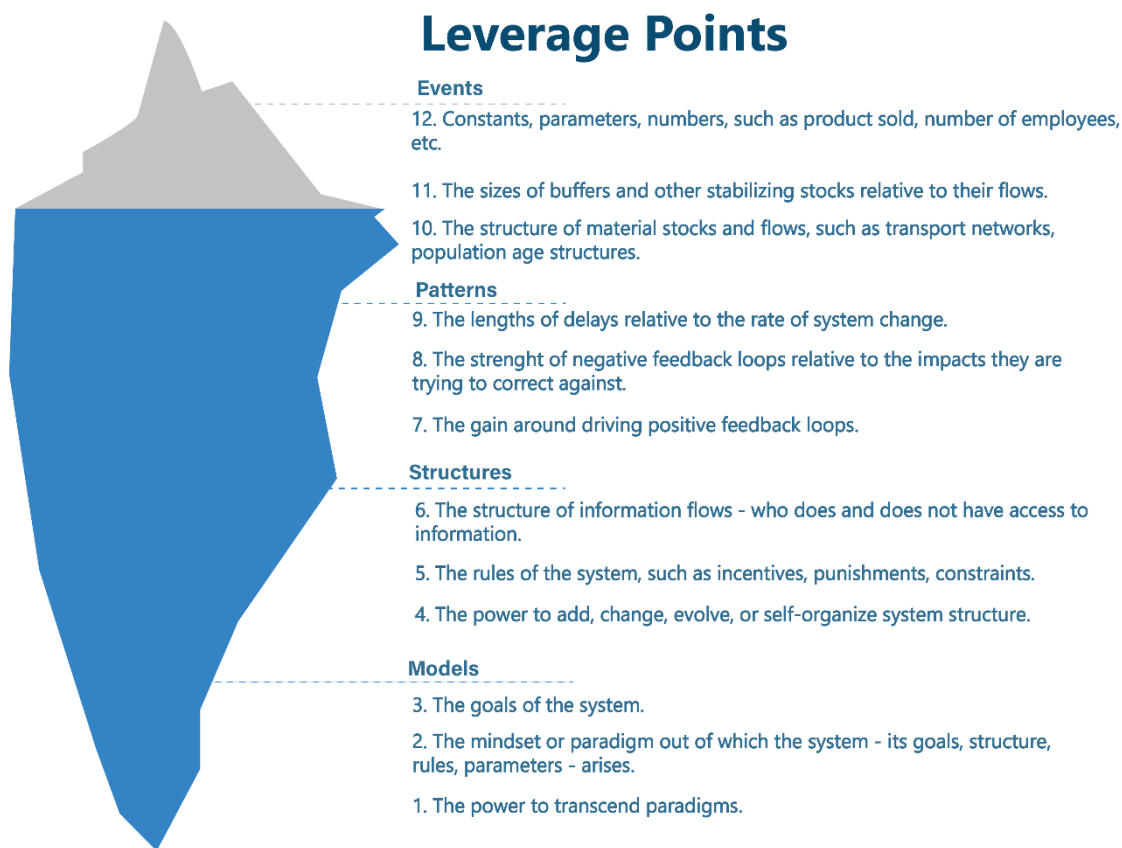 Leverage Points
Events
12. Constants, parameters, numbers, such as product sold, number of employees,
etc.
11. The sizes of buffers and other stabilizing stocks relative to their flows.
10. The structure of material stocks and flows, such as transport networks,
population age structures.
Patterns
9. The lengths of delays relative to the rate of system change.
8. The strenght of negative feedback loops relative to the impacts they are
trying to correct against.
7. The gain around driving positive feedback loops.
Structures
6. The structure of information flows - who does and does not have access to
information.
5. The rules of the system, such as incentives, punishments, constraints.
4. The power to add, change, evolve, or self-organize system structure.
Models
3. The goals of the system.
2. The mindset or paradigm out of which the system - its goals, structure,
rules, parameters - arises.
1. The power to transcend paradigms.